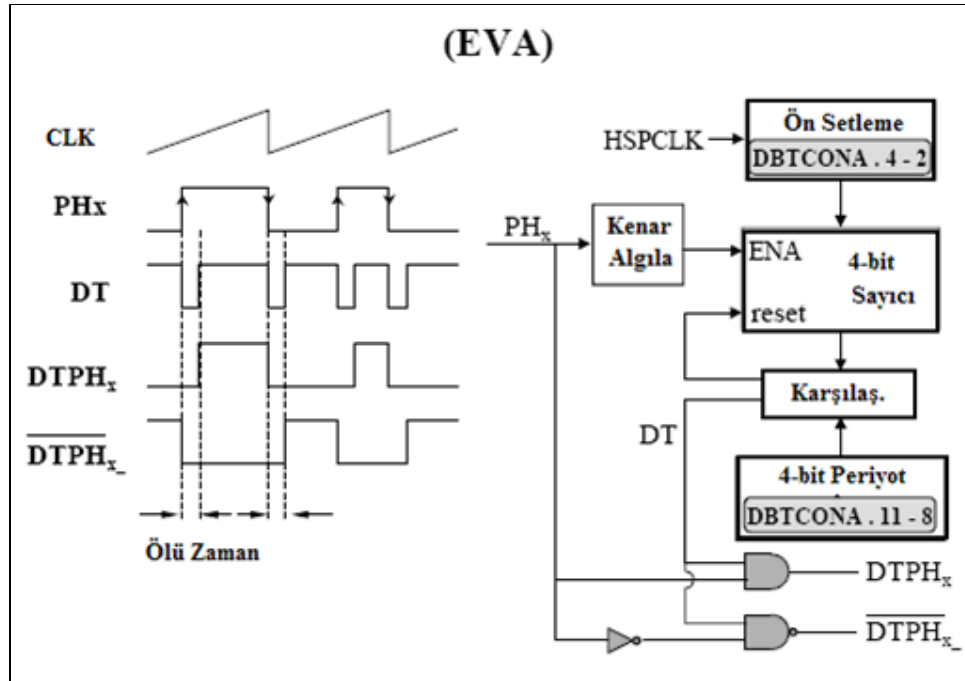 (EVA)
CLK
PHx
DT
DTPHx
DTPHx_
Ölü Zaman
HSPCLK
Ön Setleme
DBTCONA . 4 - 2
PHx
Kenar
Algıla
ENA
4-bit
Sayıcı
reset
Karşılaş.
DT
4-bit Periyot
DBTCONA . 11 - 8
DTPHx
DTPHx_